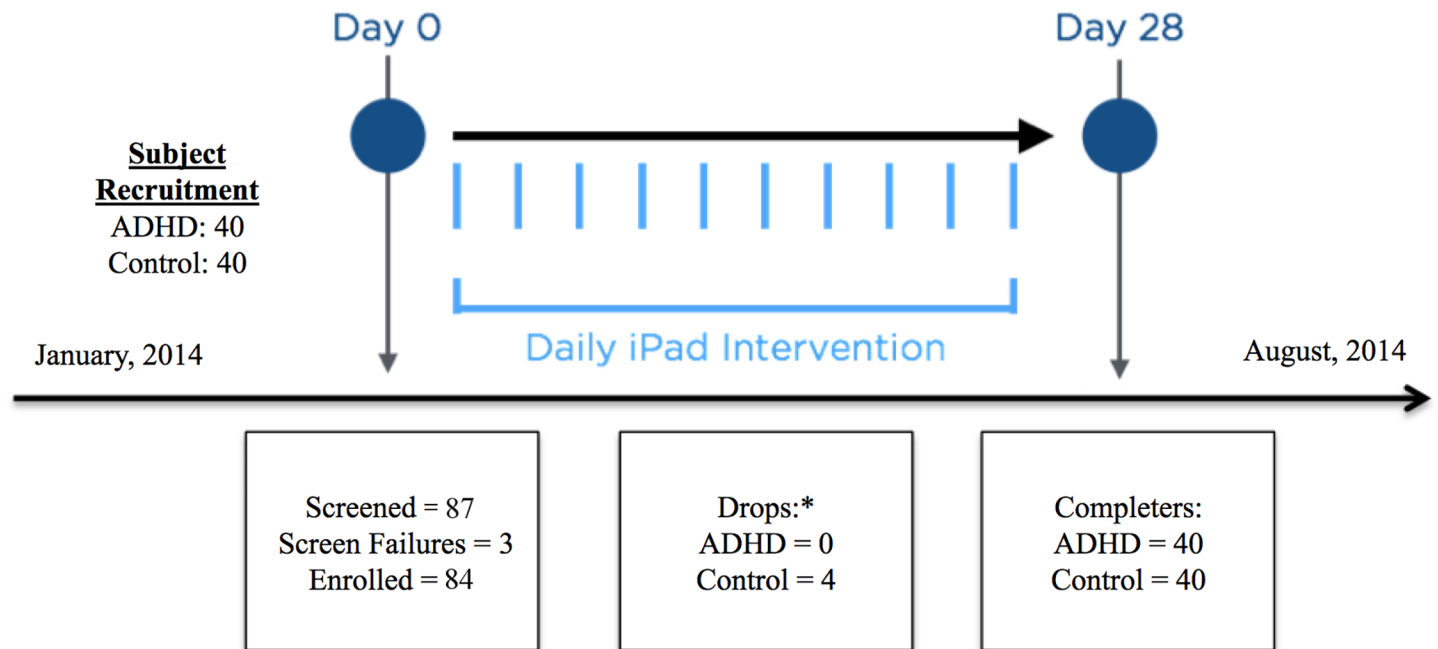 Day 0
Day 28
Subject
Recruitment
ADHD: 40
Control: 40
Daily iPad Intervention
January, 2014
August, 2014
Screened = 87
Screen Failures = 3
Enrolled = 84
Drops:*
ADHD = 0
Control = 4
Completers:
ADHD = 40
Control = 40